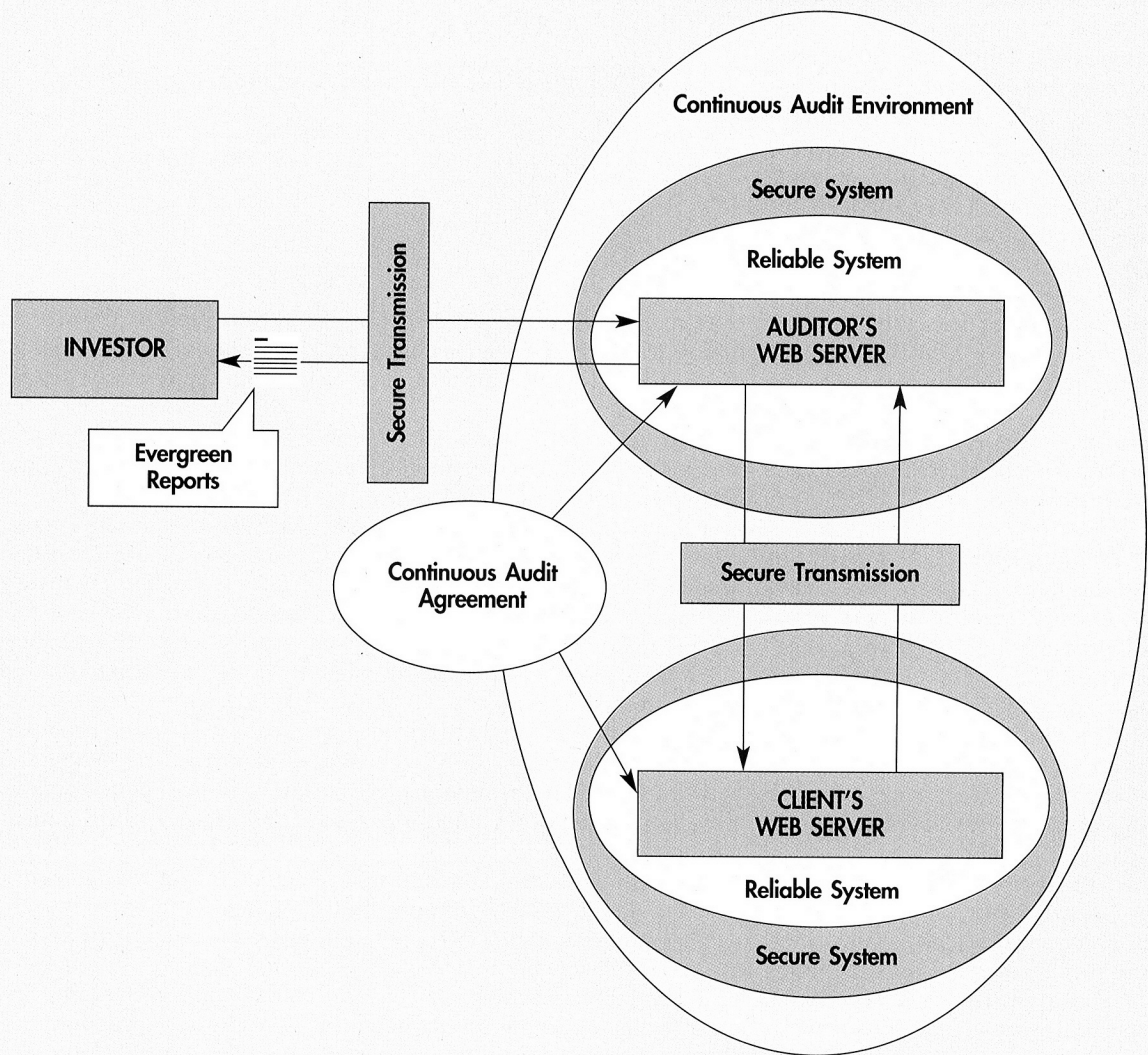 Continuous Audit Environment
Secure System
Reliable System
AUDITOR'S
WEB SERVER
Secure Transmission
INVESTOR
Evergreen
Reports
Continuous Audit
Agreement
Secure Transmission
CLIENT'S
WEB SERVER
Reliable System
Secure System